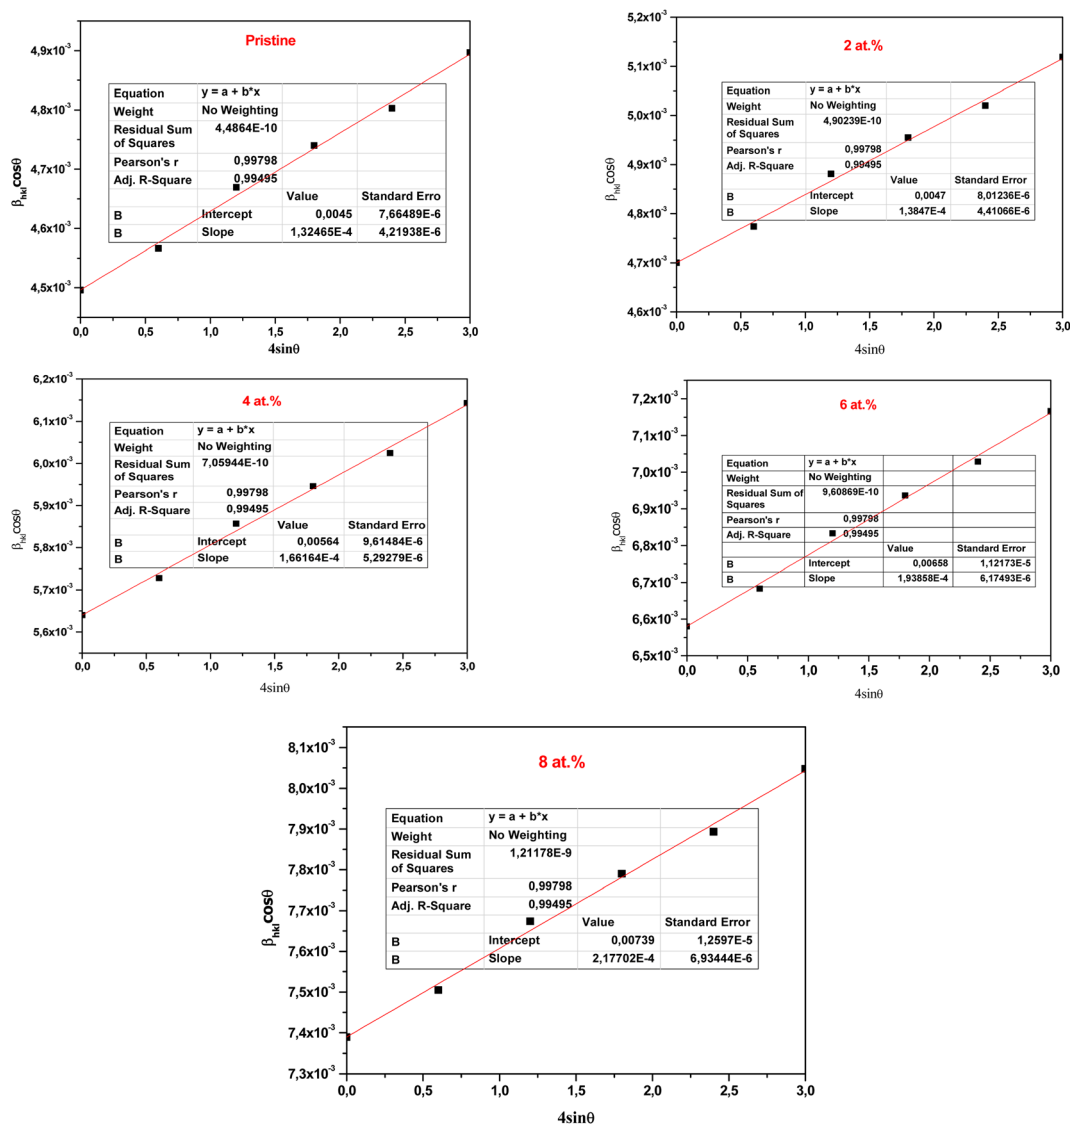 Pristine
4,9x10⁻³
4,8x10⁻³
4,7x10⁻³
4,6x10⁻³
4,5x10⁻³
βhklcosθ
Equation y = a + b*x
Weight No Weighting
Residual Sum of Squares 4,4864E-10
Pearson's r 0,99798
Adj. R-Square 0,99495
Value Standard Erro
B Intercept 0,0045 7,66489E-6
B Slope 1,32465E-4 4,21938E-6
0,0 0,5 1,0 1,5 2,0 2,5 3,0
4sinθ
2 at.%
5,2x10⁻³
5,1x10⁻³
5,0x10⁻³
4,9x10⁻³
4,8x10⁻³
4,7x10⁻³
4,6x10⁻³
βhklcosθ
Equation y = a + b*x
Weight No Weighting
Residual Sum of Squares 4,90239E-10
Pearson's r 0,99798
Adj. R-Square 0,99495
Value Standard Error
B Intercept 0,0047 8,01236E-6
B Slope 1,3847E-4 4,41066E-6
0,0 0,5 1,0 1,5 2,0 2,5 3,0
4sinθ
4 at.%
6,2x10⁻³
6,1x10⁻³
6,0x10⁻³
5,9x10⁻³
5,8x10⁻³
5,7x10⁻³
5,6x10⁻³
βhklcosθ
Equation y = a + b*x
Weight No Weighting
Residual Sum of Squares 7,05944E-10
Pearson's r 0,99798
Adj. R-Square 0,99495
Value Standard Erro
B Intercept 0,00564 9,61484E-6
B Slope 1,66164E-4 5,29279E-6
0,0 0,5 1,0 1,5 2,0 2,5 3,0
4sinθ
6 at.%
7,2x10⁻³
7,1x10⁻³
7,0x10⁻³
6,9x10⁻³
6,8x10⁻³
6,7x10⁻³
6,6x10⁻³
6,5x10⁻³
βhklcosθ
Equation y = a + b*x
Weight No Weighting
Residual Sum of Squares 9,60869E-10
Pearson's r 0,99798
Adj. R-Square 0,99495
Value Standard Error
B Intercept 0,00658 1,12173E-5
B Slope 1,93858E-4 6,17493E-6
0,0 0,5 1,0 1,5 2,0 2,5 3,0
4sinθ
8 at.%
8,1x10⁻³
8,0x10⁻³
7,9x10⁻³
7,8x10⁻³
7,7x10⁻³
7,6x10⁻³
7,5x10⁻³
7,4x10⁻³
7,3x10⁻³
βhklcosθ
Equation y = a + b*x
Weight No Weighting
Residual Sum of Squares 1,21178E-9
Pearson's r 0,99798
Adj. R-Square 0,99495
Value Standard Error
B Intercept 0,00739 1,2597E-5
B Slope 2,17702E-4 6,93444E-6
0,0 0,5 1,0 1,5 2,0 2,5 3,0
4sinθ